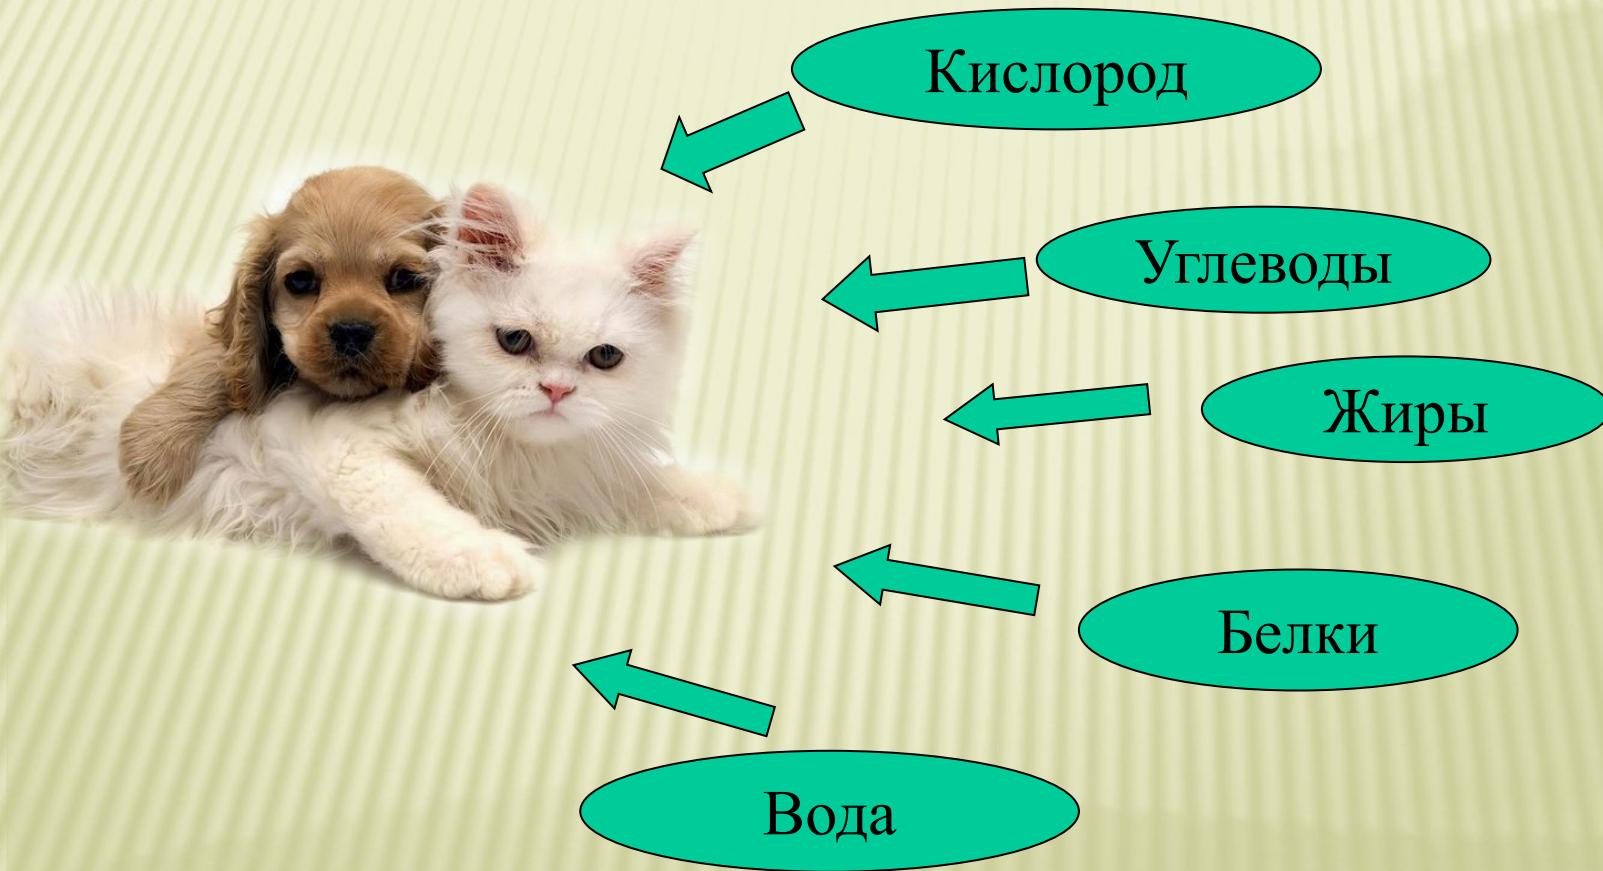 Кислород
Углеводы
Жиры
Белки
Вода